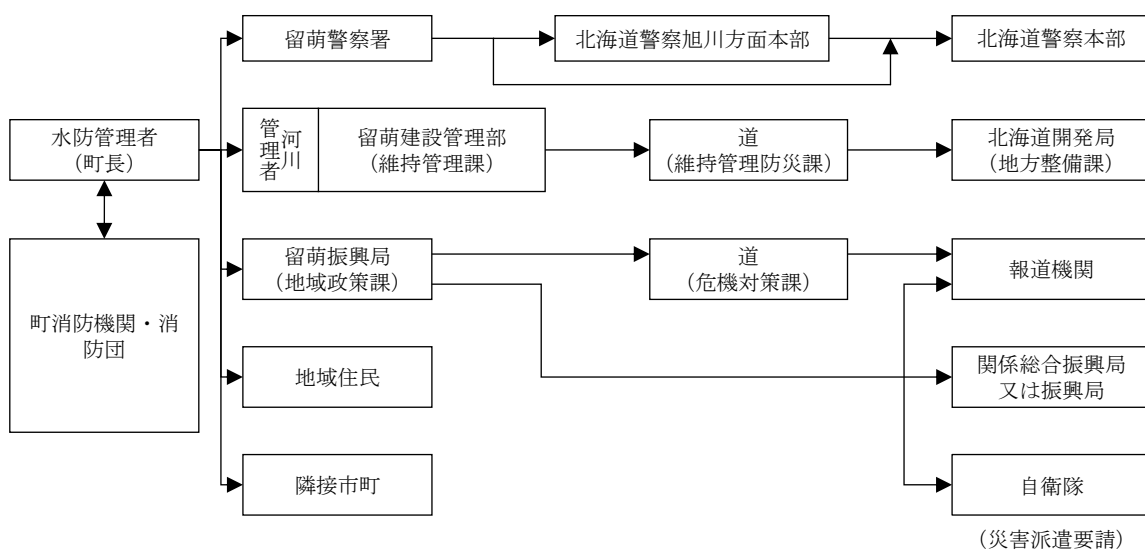 留萌警察署
北海道警察旭川方面本部
北海道警察本部
水防管理者
（町長）
河川
管理者
留萌建設管理部
（維持管理課）
道
（維持管理防災課）
北海道開発局
（地方整備課）
町消防機関・消
防団
留萌振興局
（地域政策課）
道
（危機対策課）
報道機関
地域住民
関係総合振興局
又は振興局
隣接市町
自衛隊
（災害派遣要請）